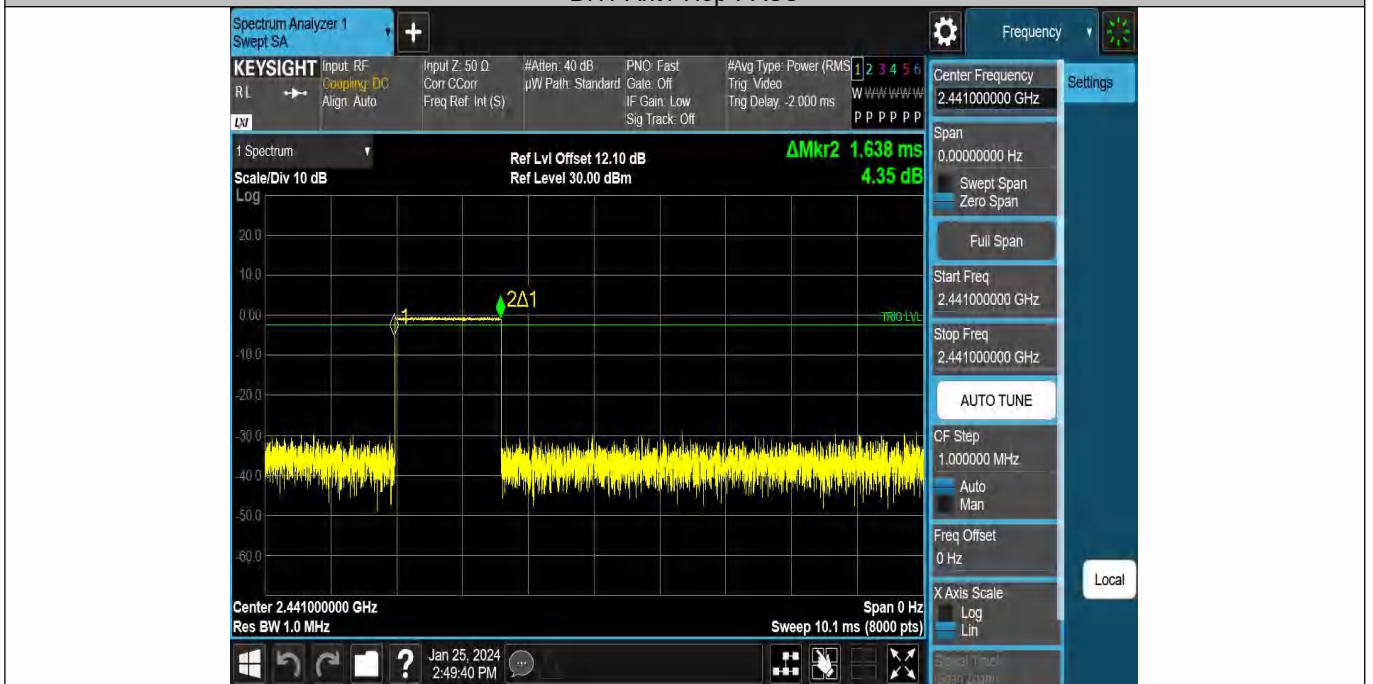 Spectrum Analyzer 1
Swept SA
+
Frequency
KEYSIGHT
RL
LXI
Input: RF
Coupling: DC
Align: Auto
Input Z: 50 Ω
Corr CCorr
Freq Ref: Int (S)
#Atten: 40 dB
µW Path: Standard
PNO: Fast
Gate: Off
IF Gain: Low
Sig Track: Off
#Avg Type: Power (RMS
Trig: Video
Trig Delay: -2.000 ms
1 2 3 4 5 6
W W W W W W
P P P P P P
Center Frequency
2.441000000 GHz
Settings
Span
0.00000000 Hz
Swept Span
Zero Span
Full Span
Start Freq
2.441000000 GHz
Stop Freq
2.441000000 GHz
AUTO TUNE
CF Step
1.000000 MHz
Auto
Man
Freq Offset
0 Hz
X Axis Scale
Log
Lin
Signal Track
(Span Zoom)
Local
1 Spectrum
Scale/Div 10 dB
Log
Ref Lvl Offset 12.10 dB
Ref Level 30.00 dBm
ΔMkr2 1.638 ms
4.35 dB
20.0
10.0
0.00
-10.0
-20.0
-30.0
-40.0
-50.0
-60.0
1
2Δ1
TRIG LVL
Center 2.441000000 GHz
Res BW 1.0 MHz
Span 0 Hz
Sweep 10.1 ms (8000 pts)
?
Jan 25, 2024
2:49:40 PM